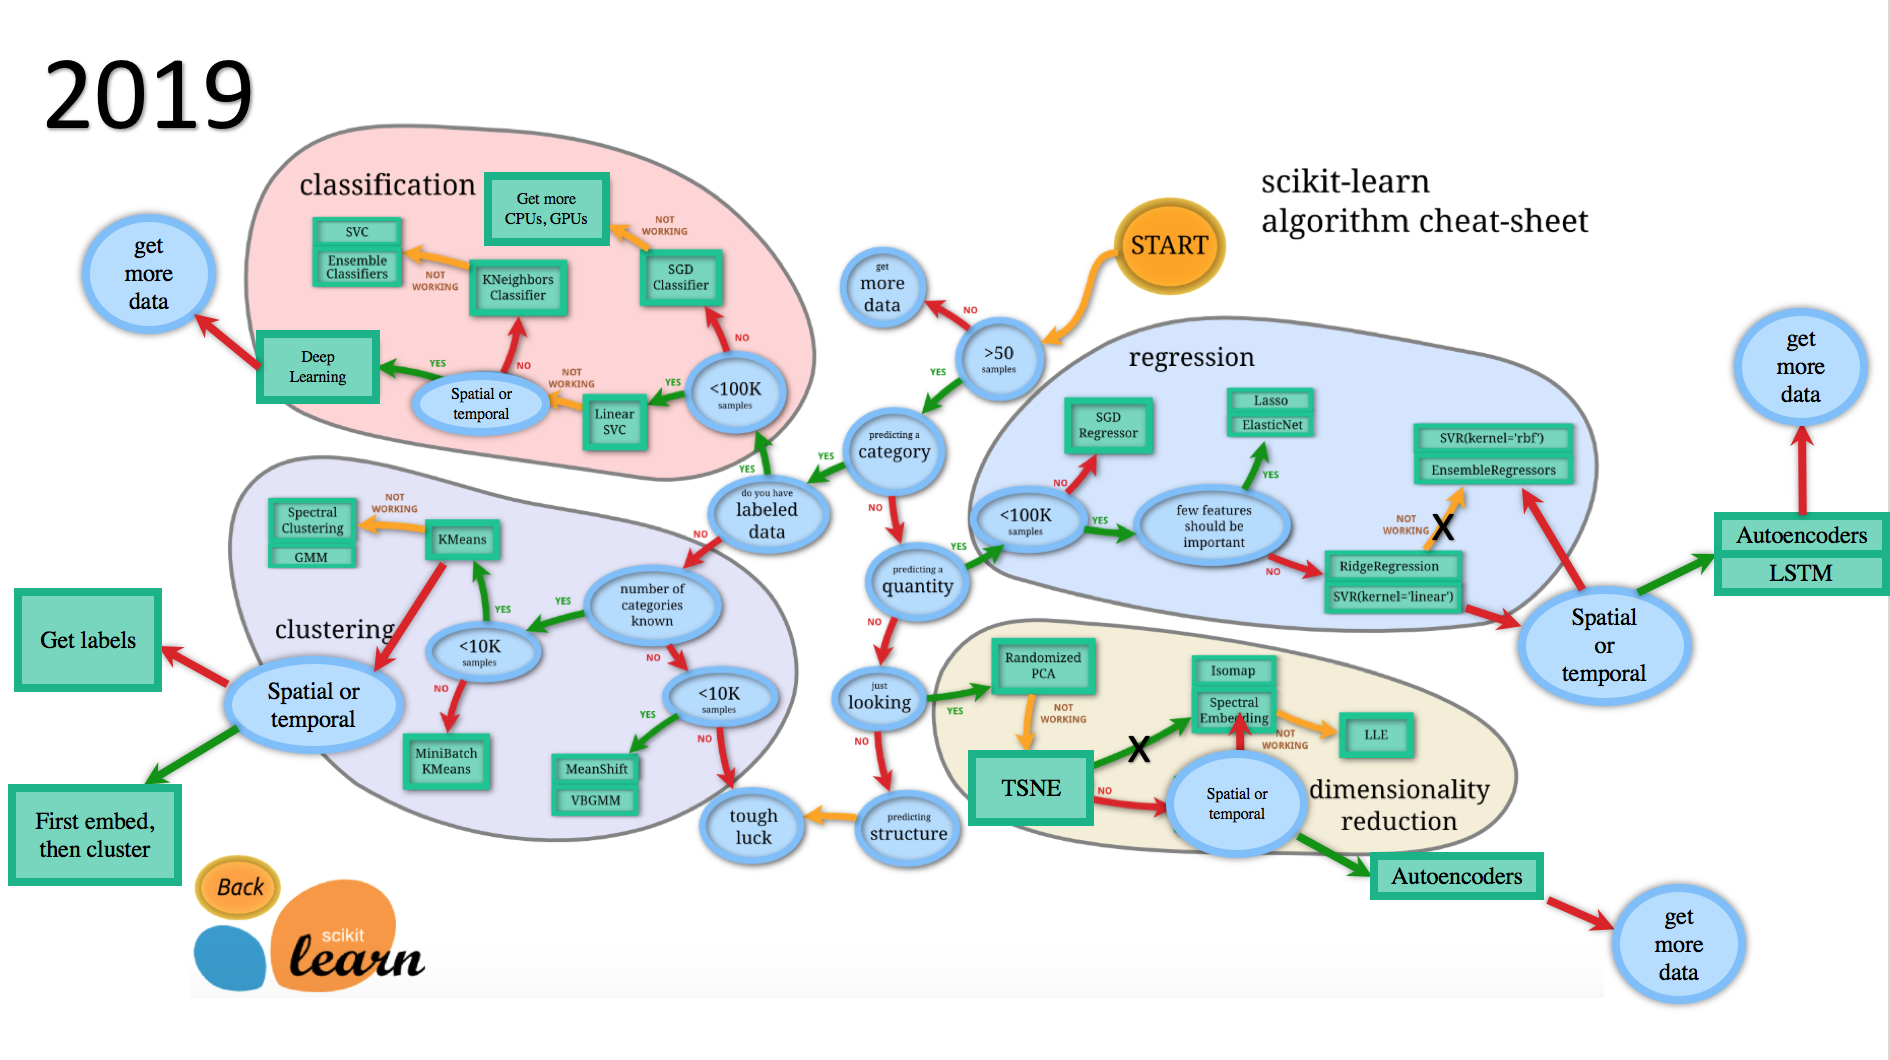 2019
scikit-learn
algorithm cheat-sheet
START
classification
Get more
CPUs, GPUs
NOT
WORKING
SVC
Ensemble
Classifiers
NOT
WORKING
KNeighbors
Classifier
SGD
Classifier
get
more
data
Deep
Learning
YES
NO
Spatial or
temporal
NOT
WORKING
Linear
SVC
YES
NO
<100K
samples
YES
get
more
data
NO
>50
samples
YES
predicting a
category
YES
NO
do you have
labeled
data
NO
predicting a
quantity
YES
NO
just
looking
YES
NO
predicting
structure
tough
luck
regression
SGD
Regressor
NO
<100K
samples
YES
Lasso
ElasticNet
YES
few features
should be
important
NO
SVR(kernel='rbf')
EnsembleRegressors
NOT
WORKING
X
RidgeRegression
SVR(kernel='linear')
Spatial
or
temporal
get
more
data
Autoencoders
LSTM
clustering
Spectral
Clustering
GMM
NOT
WORKING
KMeans
YES
YES
number of
categories
known
NO
<10K
samples
NO
MiniBatch
KMeans
<10K
samples
YES
NO
MeanShift
VBGMM
Get labels
Spatial or
temporal
First embed,
then cluster
Randomized
PCA
NOT
WORKING
TSNE
X
NO
Isomap
Spectral
Embedding
NOT
WORKING
LLE
Spatial or
temporal
dimensionality
reduction
Autoencoders
get
more
data
Back
scikit
learn